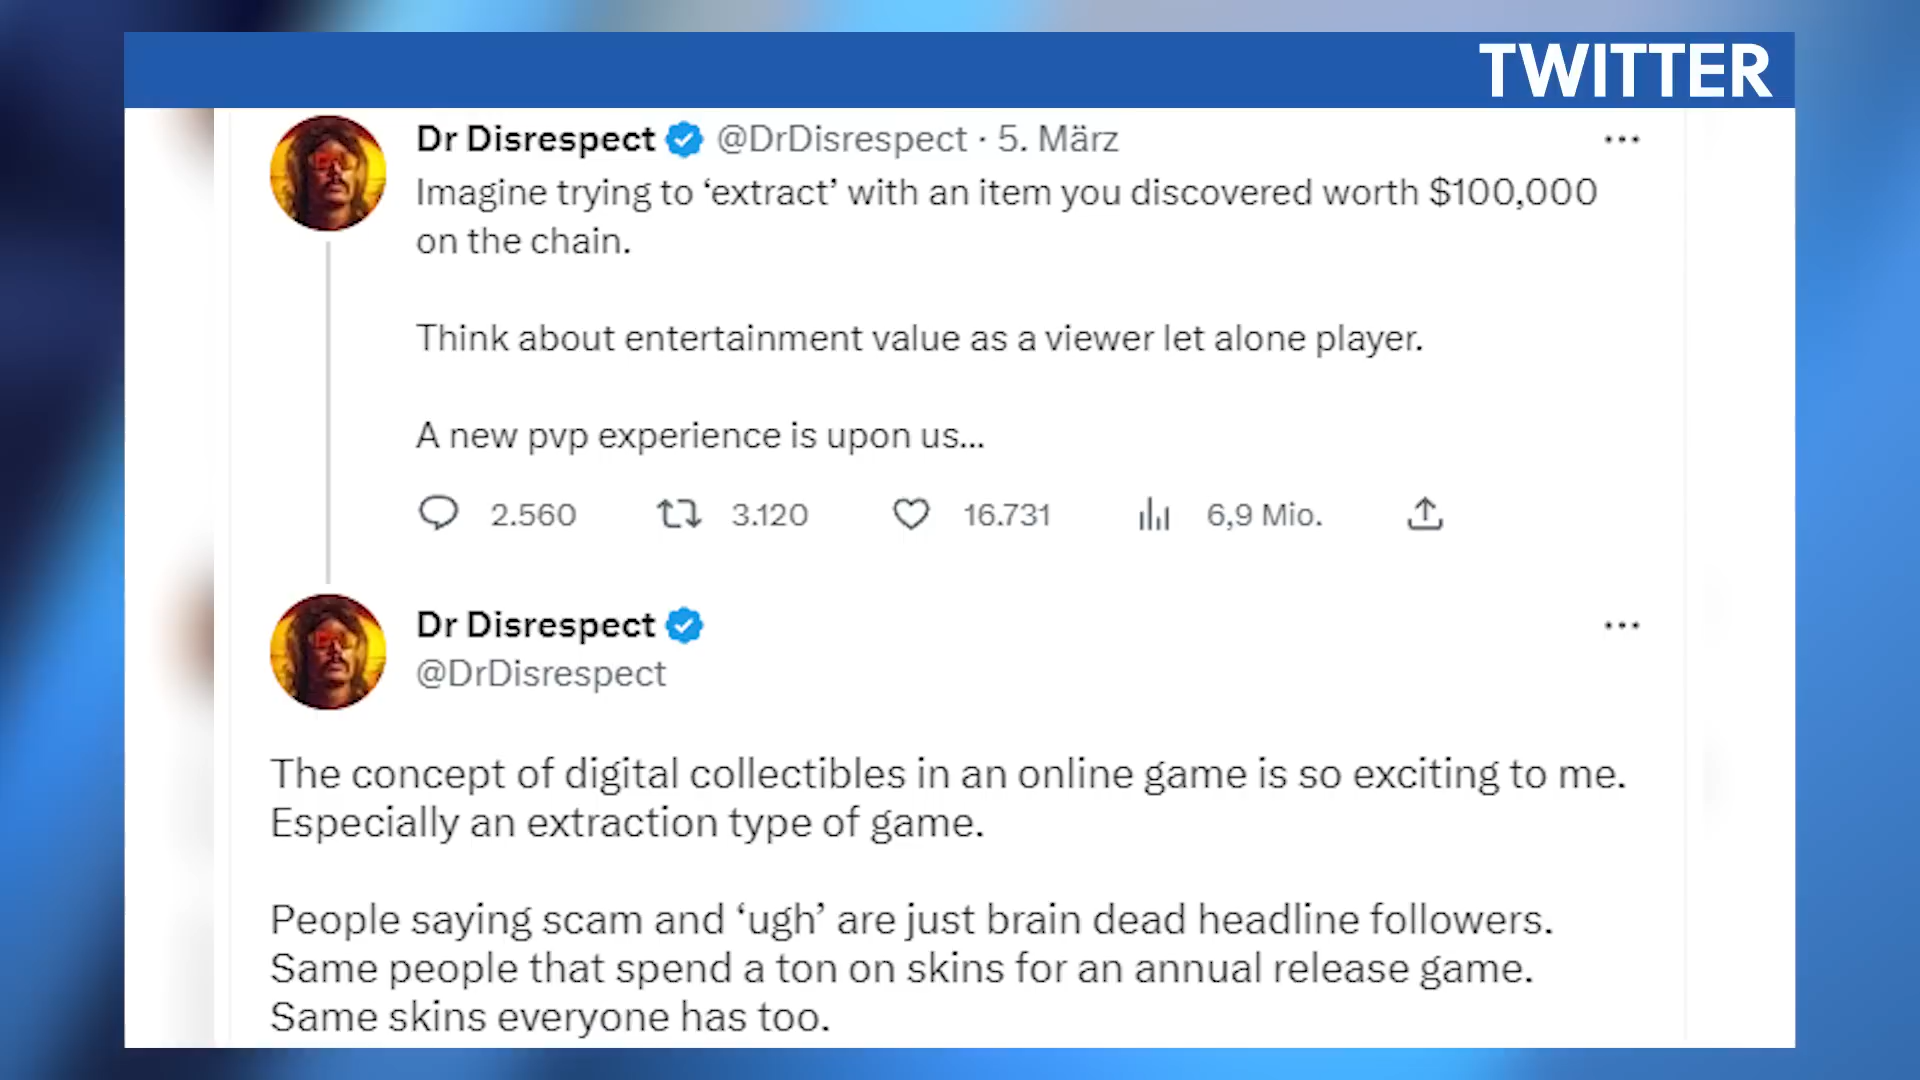 TWITTER
Dr Disrespect @DrDisrespect · 5. März
Imagine trying to ‘extract’ with an item you discovered worth $100,000
on the chain.
Think about entertainment value as a viewer let alone player.
A new pvp experience is upon us...
2.560 3.120 16.731 6,9 Mio.
Dr Disrespect
@DrDisrespect
The concept of digital collectibles in an online game is so exciting to me.
Especially an extraction type of game.
People saying scam and ‘ugh’ are just brain dead headline followers.
Same people that spend a ton on skins for an annual release game.
Same skins everyone has too.